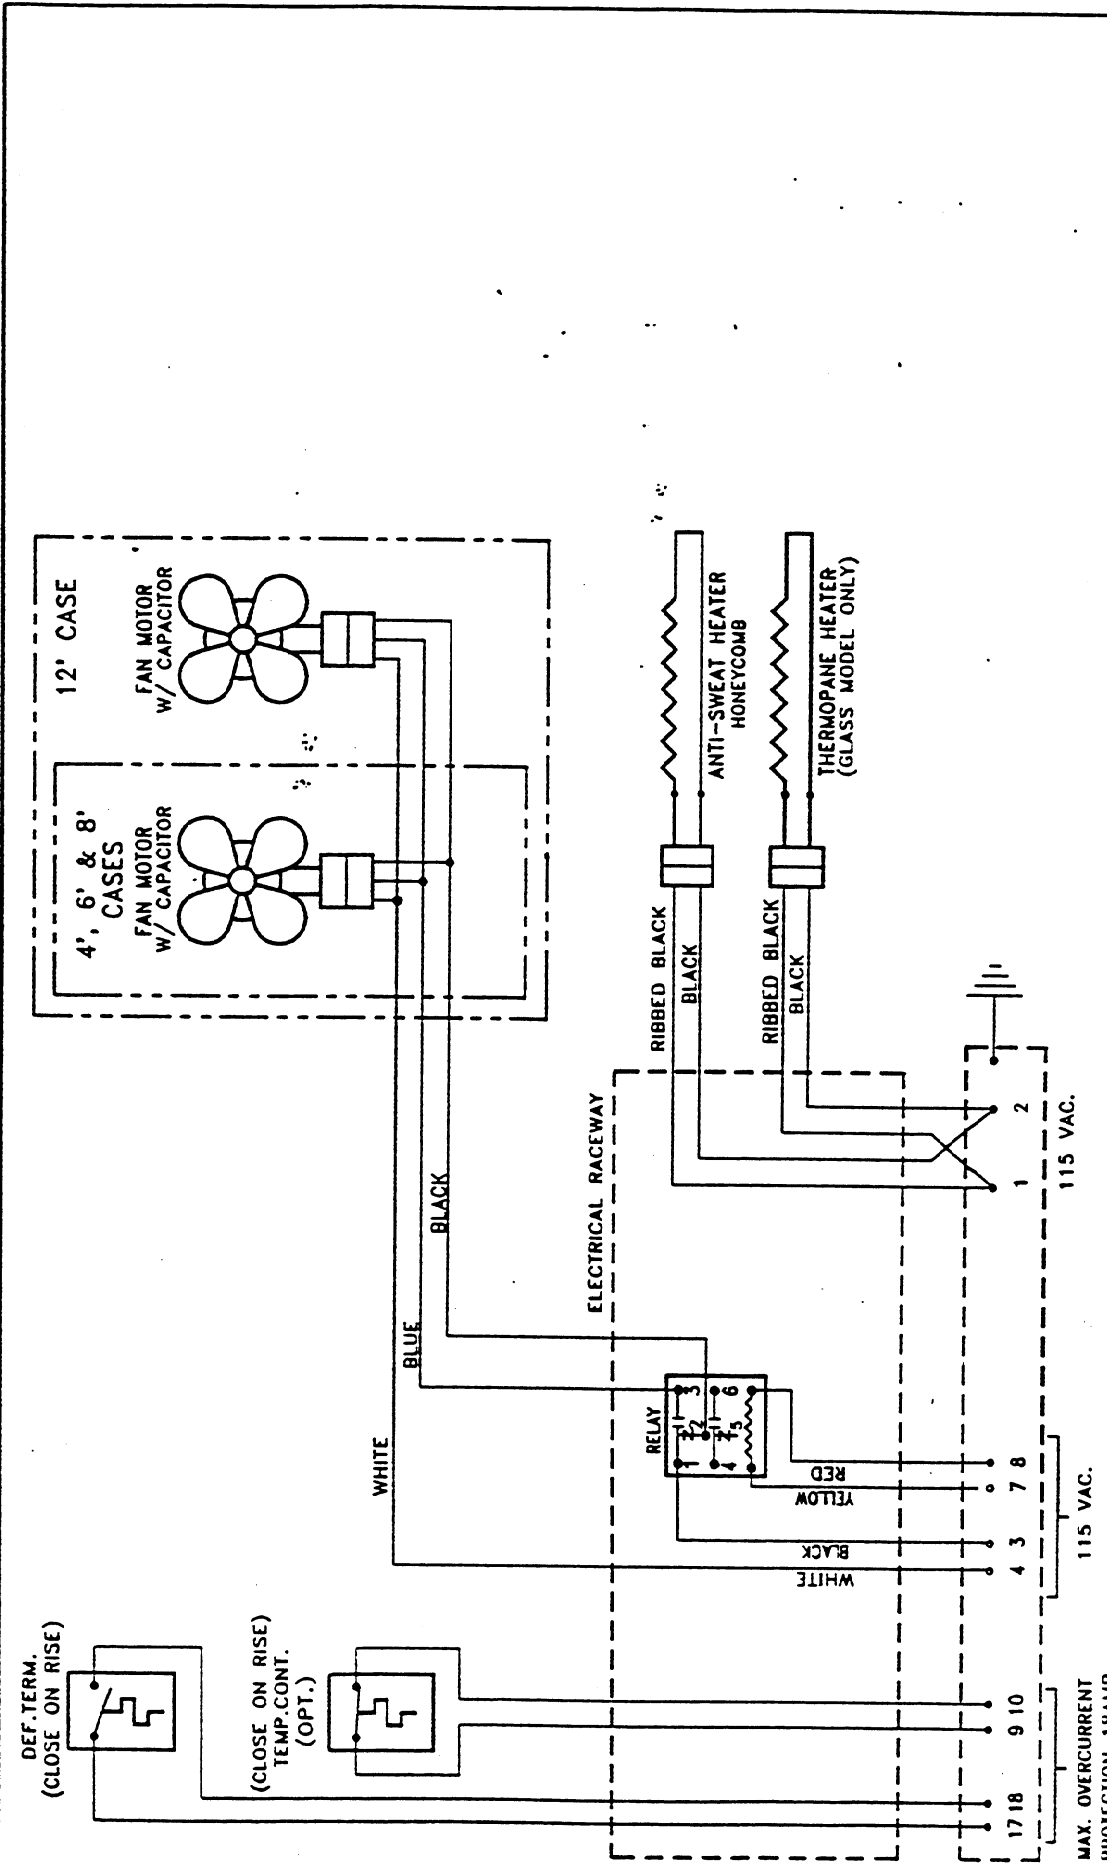 DEF.TERM.
(CLOSE ON RISE)
(CLOSE ON RISE)
TEMP.CONT.
(OPT.)
4', 6' & 8'
CASES
FAN MOTOR
W/ CAPACITOR
12' CASE
FAN MOTOR
W/ CAPACITOR
WHITE
BLUE
BLACK
ELECTRICAL RACEWAY
RELAY
1
2
3
4
5
6
RIBBED BLACK
BLACK
ANTI-SWEAT HEATER
HONEYCOMB
RIBBED BLACK
BLACK
THERMOPANE HEATER
(GLASS MODEL ONLY)
WHITE
BLACK
YELLOW
RED
17 18 9 10 4 3 7 8 1 2
MAX. OVERCURRENT
115 VAC.
115 VAC.